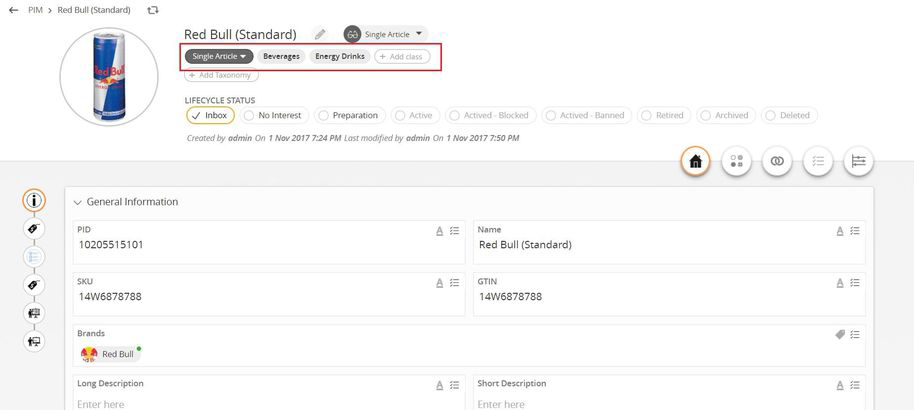 PIM > Red Bull (Standard)
Red Bull (Standard) Single Article
Single Article Beverages Energy Drinks + Add class
+ Add Taxonomy
LIFECYCLE STATUS
Inbox No Interest Preparation Active Actived - Blocked Actived - Banned Retired Archived Deleted
Created by admin On 1 Nov 2017 7:24 PM Last modified by admin On 1 Nov 2017 7:50 PM
General Information
PID Name
10205515101 Red Bull (Standard)
SKU GTIN
14W6878788 14W6878788
Brands
Red Bull
Long Description Short Description
Enter here Enter here